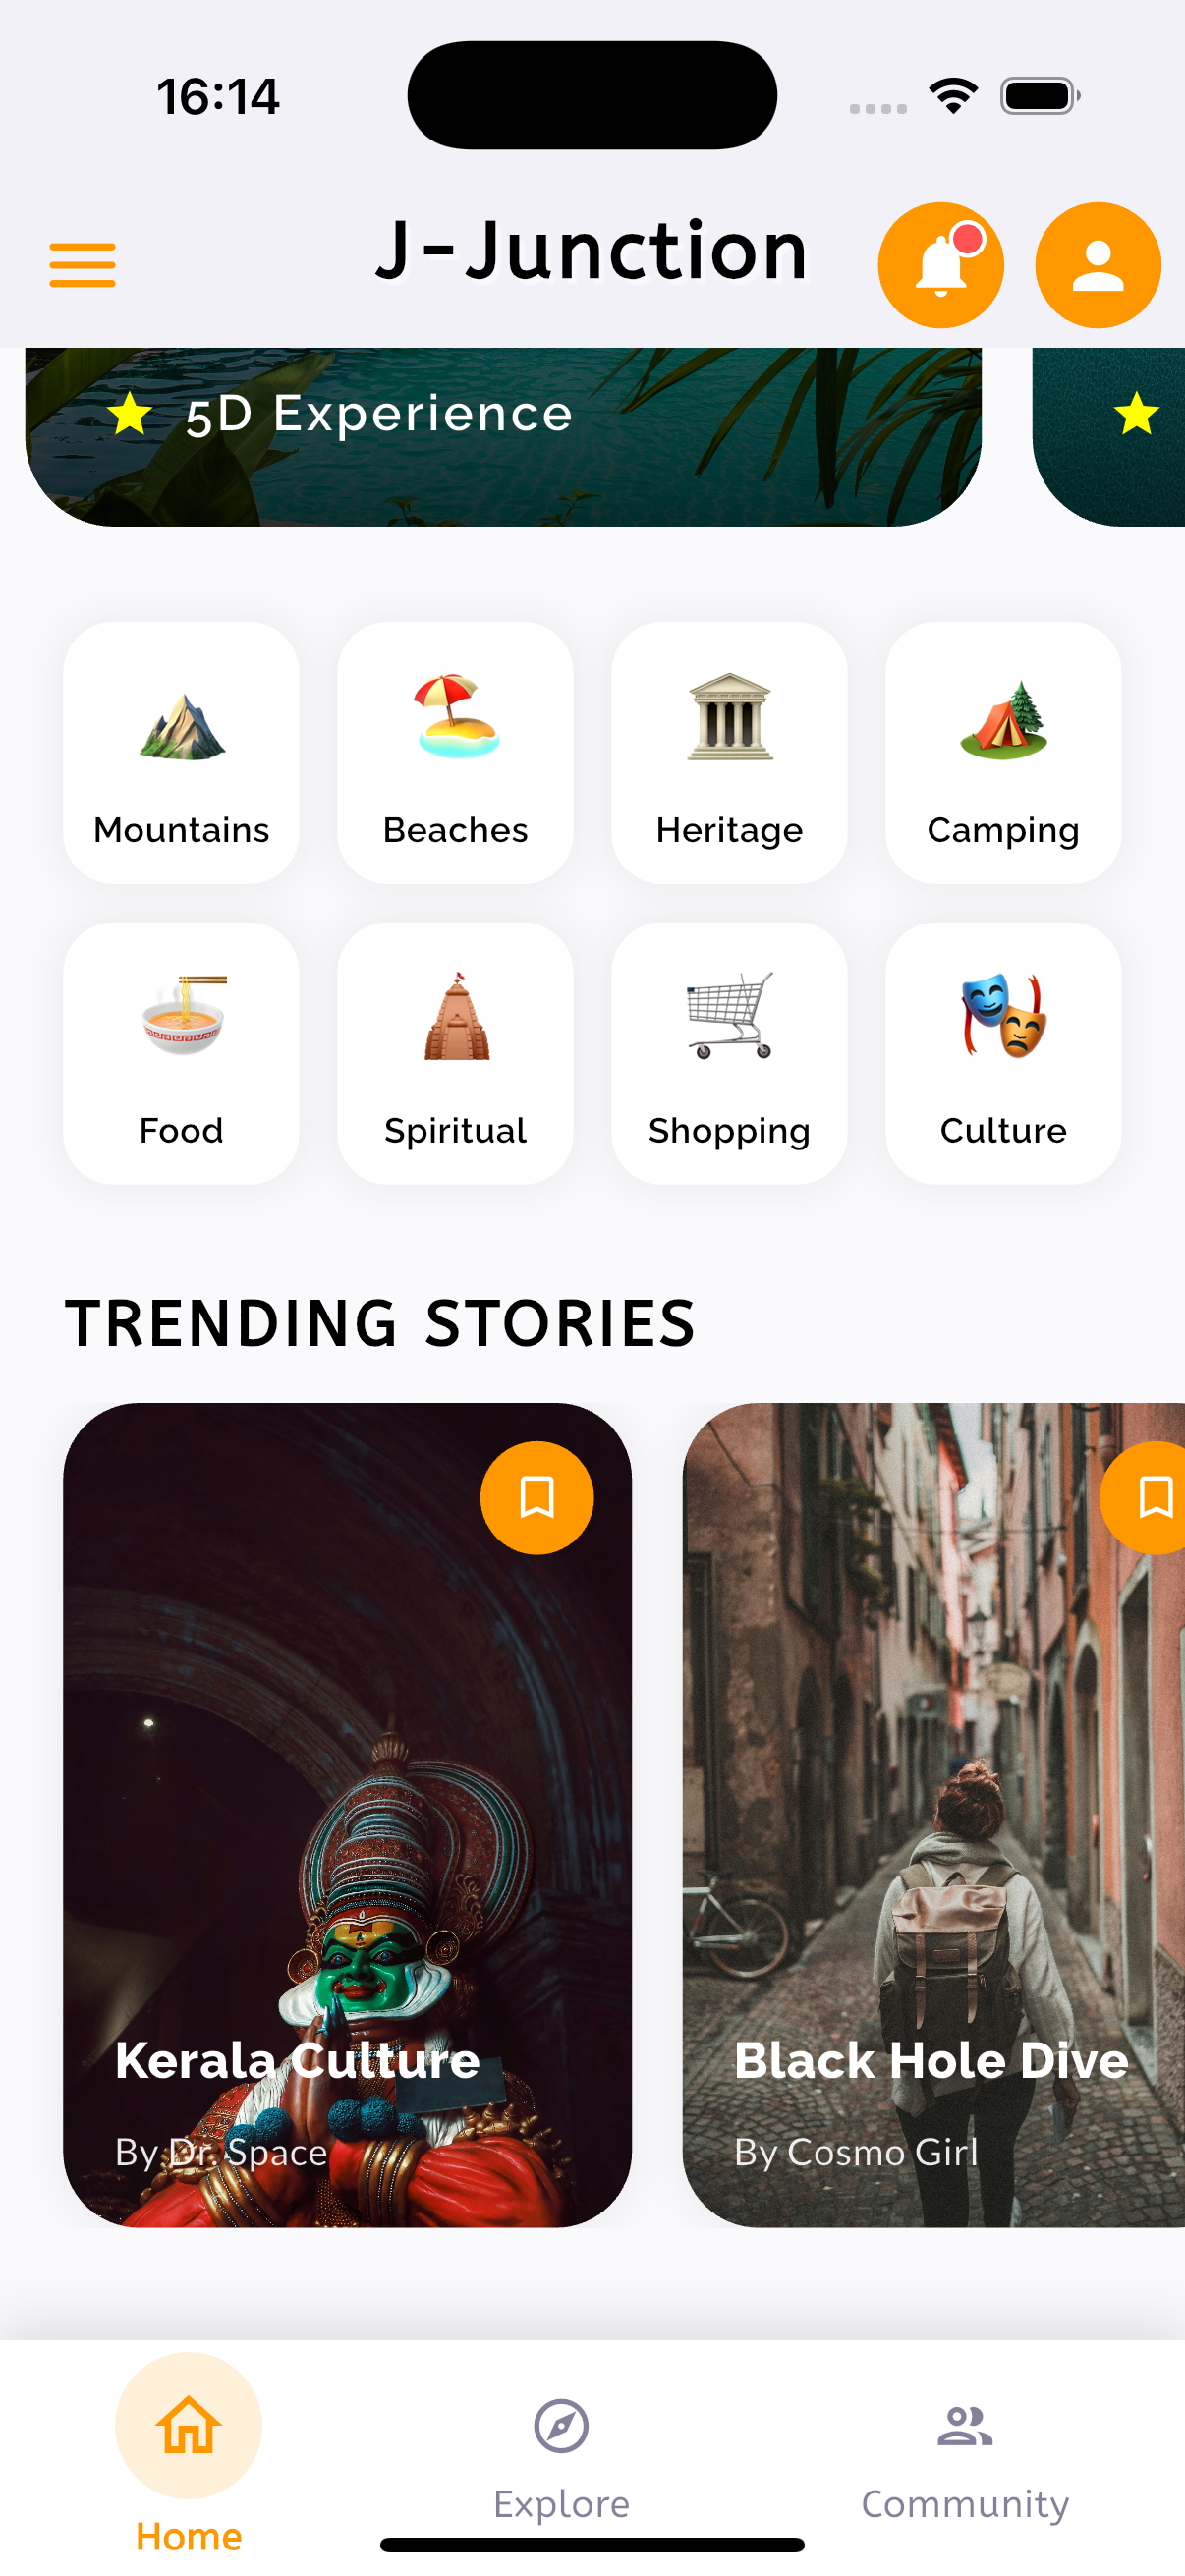 16:14
J-Junction
5D Experience
Mountains
Beaches
Heritage
Camping
Food
Spiritual
Shopping
Culture
TRENDING STORIES
Kerala Culture
By Dr. Space
Black Hole Dive
By Cosmo Girl
Home
Explore
Community